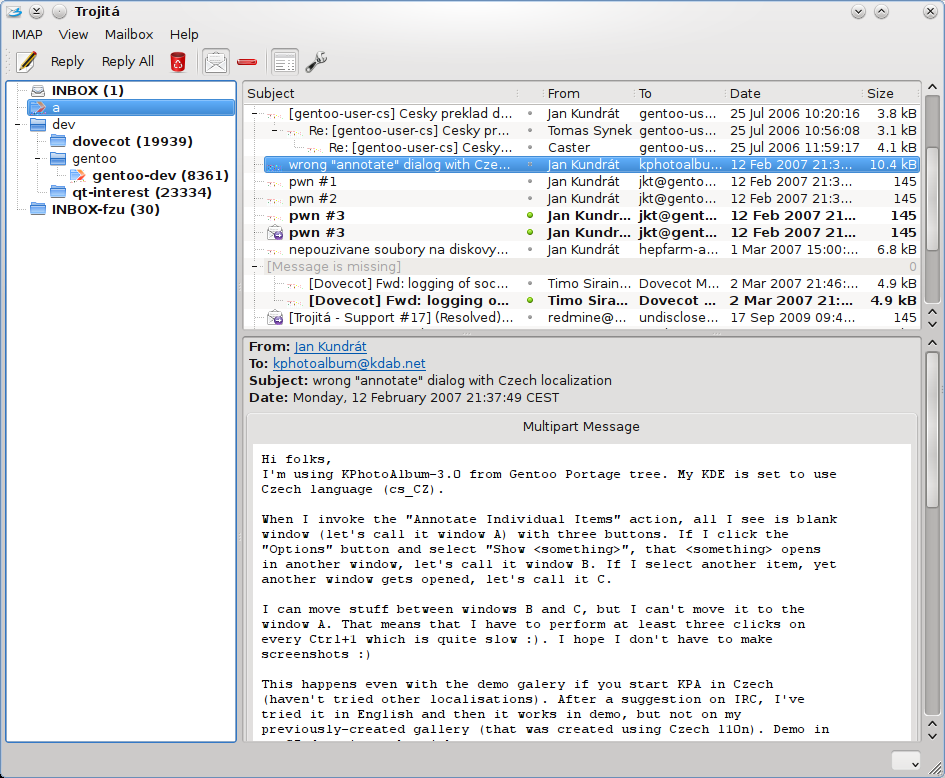 Trojitá
IMAP View Mailbox Help
Reply Reply All
INBOX (1)
a
dev
dovecot (19939)
gentoo
gentoo-dev (8361)
qt-interest (23334)
INBOX-fzu (30)
Subject From To Date Size
[gentoo-user-cs] Cesky preklad d... Jan Kundrát gentoo-us... 25 Jul 2006 10:20:16 3.8 kB
Re: [gentoo-user-cs] Cesky pr... Tomas Synek gentoo-us... 25 Jul 2006 10:56:08 3.1 kB
Re: [gentoo-user-cs] Cesky... Caster gentoo-us... 25 Jul 2006 11:59:17 4.1 kB
wrong "annotate" dialog with Cze... Jan Kundrát kphotoalbu... 12 Feb 2007 21:3... 10.4 kB
pwn #1 Jan Kundrát jkt@gento... 12 Feb 2007 21:3... 145
pwn #2 Jan Kundrát jkt@gento... 12 Feb 2007 21:3... 145
pwn #3 Jan Kundr... jkt@gent... 12 Feb 2007 21... 145
pwn #3 Jan Kundr... jkt@gent... 12 Feb 2007 21... 145
nepouzivane soubory na diskovy... Jan Kundrát hepfarm-a... 1 Mar 2007 15:00:... 6.8 kB
[Message is missing] 0
[Dovecot] Fwd: logging of soc... Timo Sirain... Dovecot M... 2 Mar 2007 21:46:... 4.9 kB
[Dovecot] Fwd: logging o... Timo Sira... Dovecot ... 2 Mar 2007 21:... 4.9 kB
[Trojitá - Support #17] (Resolved)... redmine@... undisclose... 17 Sep 2009 09:4... 145
From: Jan Kundrát
To: kphotoalbum@kdab.net
Subject: wrong "annotate" dialog with Czech localization
Date: Monday, 12 February 2007 21:37:49 CEST
Multipart Message
Hi folks,
I'm using KPhotoAlbum-3.0 from Gentoo Portage tree. My KDE is set to use
Czech language (cs_CZ).
When I invoke the "Annotate Individual Items" action, all I see is blank
window (let's call it window A) with three buttons. If I click the
"Options" button and select "Show <something>", that <something> opens
in another window, let's call it window B. If I select another item, yet
another window gets opened, let's call it C.
I can move stuff between windows B and C, but I can't move it to the
window A. That means that I have to perform at least three clicks on
every Ctrl+1 which is quite slow :). I hope I don't have to make
screenshots :)
This happens even with the demo galery if you start KPA in Czech
(haven't tried other localisations). After a suggestion on IRC, I've
tried it in English and then it works in demo, but not on my
previously-created gallery (that was created using Czech l10n). Demo in